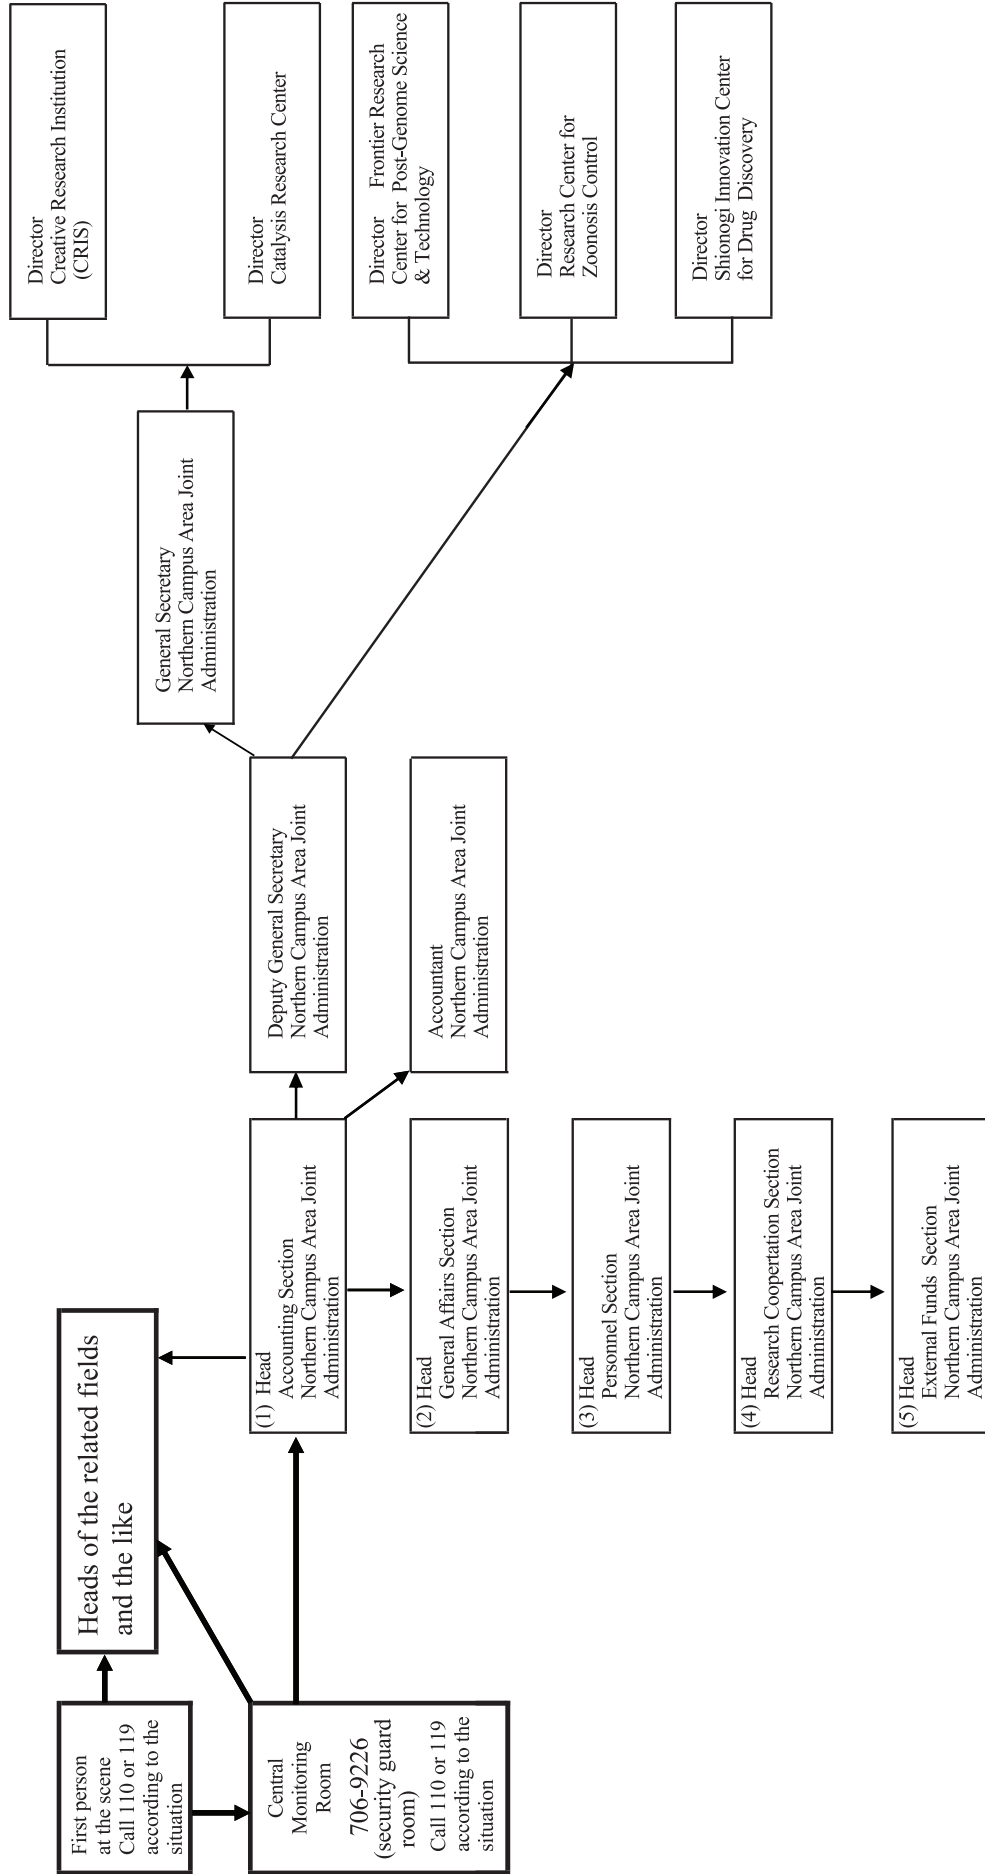 First person
at the scene
Call 110 or 119
according to the
situation
Heads of the related fields
and the like
Central
Monitoring
Room
706-9226
(security guard
room)
Call 110 or 119
according to the
situation
(1) Head
Accounting Section
Northern Campus Area Joint
Administration
(2) Head
General Affairs Section
Northern Campus Area Joint
Administration
(3) Head
Personnel Section
Northern Campus Area Joint
Administration
(4) Head
Research Coopertation Section
Northern Campus Area Joint
Administration
(5) Head
External Funds Section
Northern Campus Area Joint
Administration
Deputy General Secretary
Northern Campus Area Joint
Administration
Accountant
Northern Campus Area Joint
Administration
General Secretary
Northern Campus Area Joint
Administration
Director
Creative Research Institution
(CRIS)
Director
Catalysis Research Center
Director Frontier Research
Center for Post-Genome Science
& Technology
Director
Research Center for
Zoonosis Control
Director
Shionogi Innovation Center
for Drug Discovery